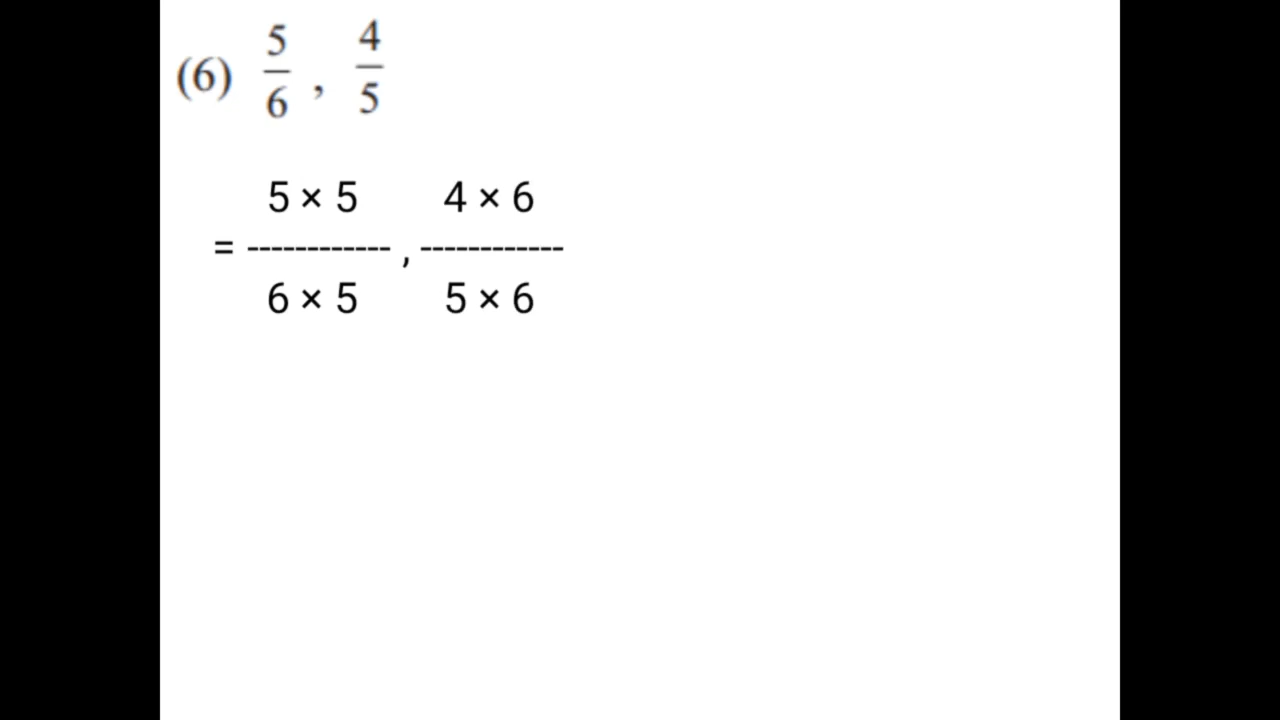 (6) 5/6 , 4/5
5 × 5 4 × 6
= ------------ , ------------
6 × 5 5 × 6